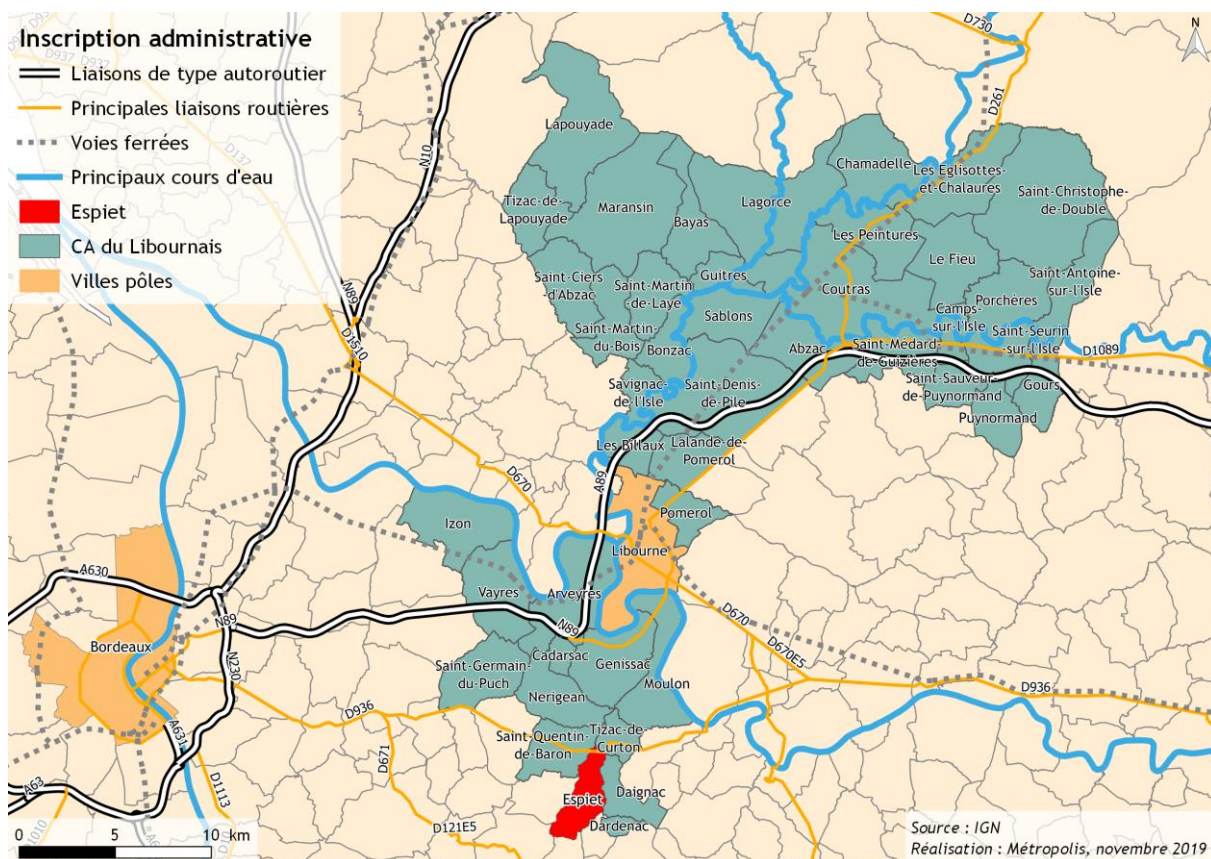 Inscription administrative
Liaisons de type autoroutier
Principales liaisons routières
Voies ferrées
Principaux cours d'eau
Espiet
CA du Libournais
Villes pôles
D937
D937
D137
N10
D730
N
D261
Lapouyade
Chamadelle
Les Eglisottes-
et-Chalaures
Saint-Christophe-
de-Double
Tizac-de-
Lapouyade
Maransin
Bayas
Lagorce
Les Peintures
Le Fieu
Saint-Ciers
d'Abzac
Saint-Martin
de-Laye
Guitres
Coutras
Saint-Antoine-
sur-l'Isle
Porchères
Camps-
sur-l'Isle
Sablons
Saint-Seurin
-sur-l'Isle
N89
D1510
Saint-Martin-
du-Bois
Bonzac
Abzac
Saint-Médard-
de-Guizières
D1089
Savignac-
de-l'Isle
Saint-Denis-
de-Pile
Saint-Sauveur-
de-Puynormand
Gours
Puynormand
Les Billaux
Lalande-de-
Pomerol
D670
A89
Pomerol
Izon
Libourne
A630
Vayres
Arveyres
N89
N89
D670
D670E5
Bordeaux
N230
Cadarsac
Genissac
Saint-Germain-
du-Puch
Nerigean
Moulon
D936
D936
A631
Saint-Quentin-
de-Baron
Tizac-de-
Curton
D671
A63
D1113
Espiet
Daignac
Dardenac
D121E5
D1010
0 5 10 km
Source : IGN
Réalisation : Métropolis, novembre 2019